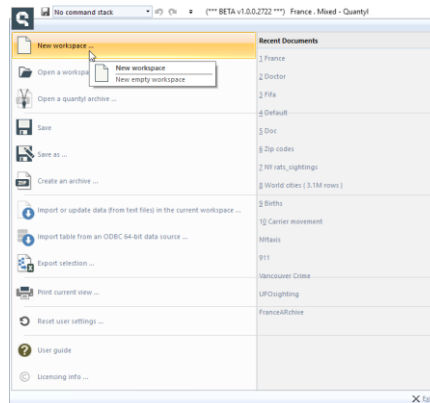 No command stack
(*** BETA v1.0.0.2722 ***) France . Mixed - Quantyl
New workspace ...
New workspace
New empty workspace
Open a workspa
Open a quantyl archive ...
Save
Save as ...
ZIP
Create an archive ...
Import or update data (from text files) in the current workspace ...
Import table from an ODBC 64-bit data source ...
Export selection ...
Print current view ...
Reset user settings ...
User guide
Licensing info ...
Recent Documents
1 France
2 Doctor
3 Fifa
4 Default
5 Doc
6 Zip codes
7 NY rats_sightings
8 World cities ( 3.1M rows )
9 Births
10 Carrier movement
NYtaxis
911
Vancouver Crime
UFOsighting
FranceARchive